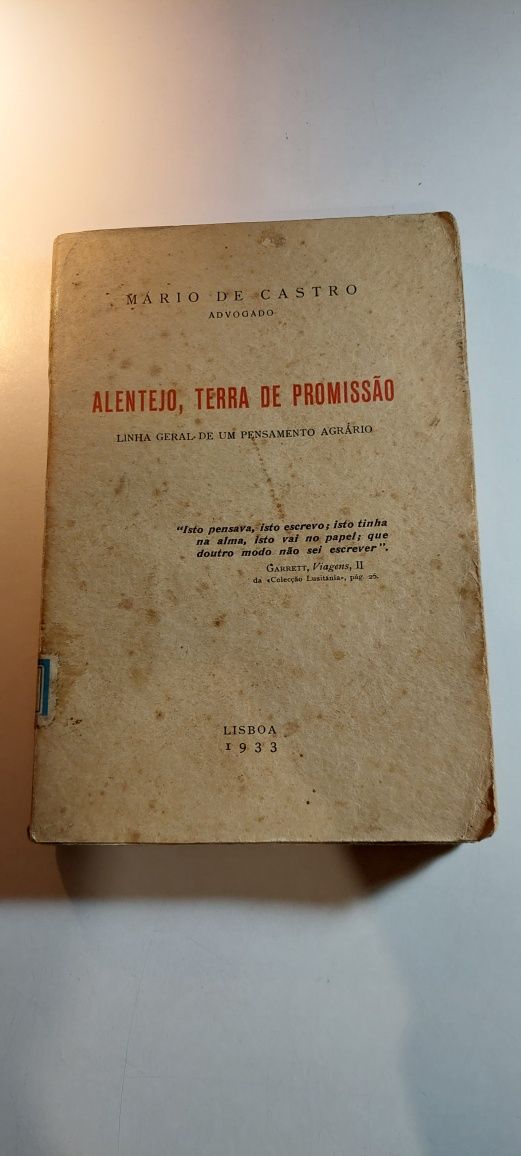 MÁRIO DE CASTRO
ADVOGADO
ALENTEJO, TERRA DE PROMISSÃO
LINHA GERAL DE UM PENSAMENTO AGRÁRIO
"Isto pensava, isto escrevo; isto tinha
na alma, isto vai no papel; que
doutro modo não sei escrever".
GARRETT, Viagens, II
da «Colecção Lusitânia», pág. 26.
LISBOA
1933